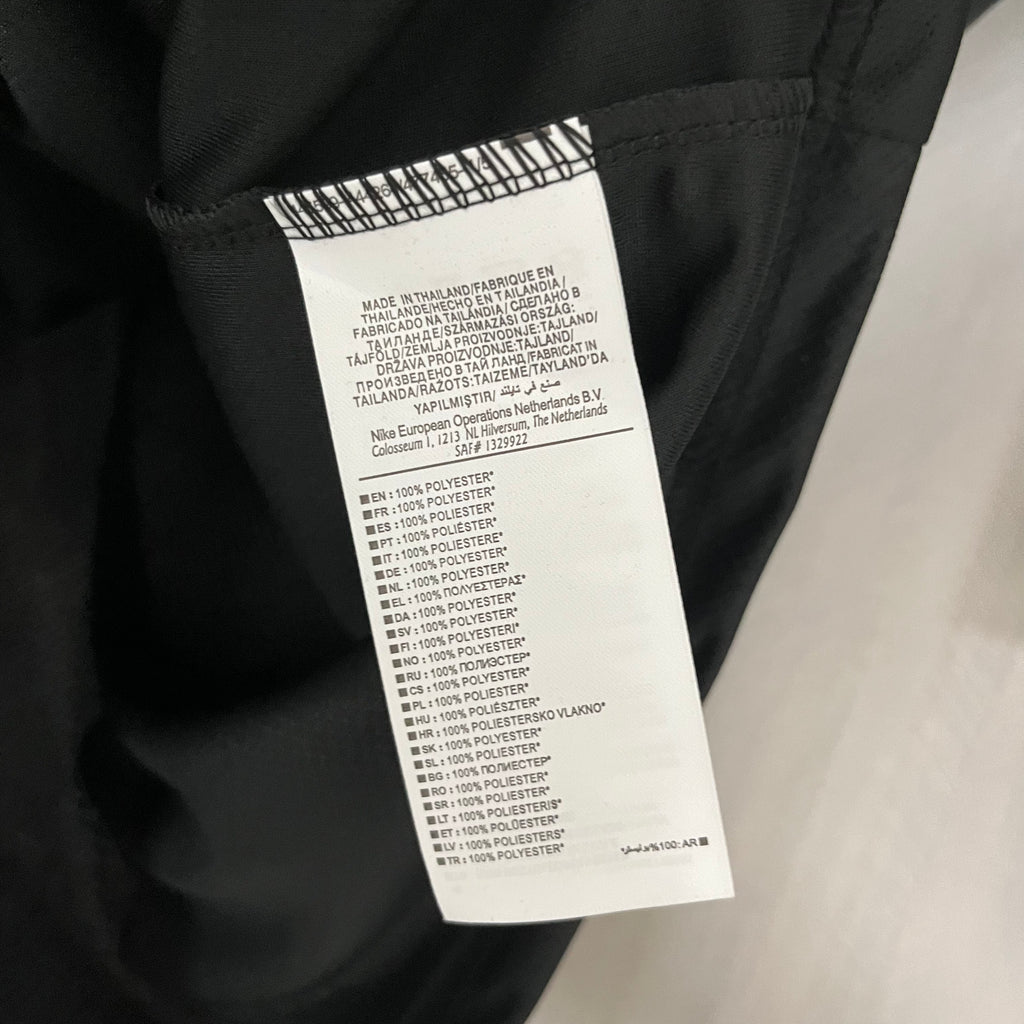 MADE IN THAILAND/FABRIQUE EN
THAILANDE/HECHO EN TAILANDIA/
FABRICADO NA TAILÂNDIA/ СДЕЛАНО В
ТАИЛАНДЕ/SZÁRMAZÁSI ORSZÁG:
TÁJFÖLD/ZEMLJA PROIZVODNJE:TAJLAND/
DRŽAVA PROIZVODNJE:TAJLAND/
ПРОИЗВЕДЕНО В ТАЙЛАНД/FABRICAT IN
TAILANDA/RAŽOTS:TAIZEME/TAYLAND'DA
YAPILMIŞTIR/ صنع في تايلند
Nike European Operations Netherlands B.V.
Colosseum 1, 1213 NL Hilversum, The Netherlands
SAF# 1329922
EN : 100% POLYESTER*
FR : 100% POLYESTER*
ES : 100% POLIÉSTER*
PT : 100% POLIÉSTER*
IT : 100% POLIESTERE*
DE : 100% POLYESTER*
NL : 100% POLYESTER*
EL : 100% ΠΟΛΥΕΣΤΕΡΑΣ*
DA : 100% POLYESTER*
SV : 100% POLYESTER*
FI : 100% POLYESTERI*
NO : 100% POLYESTER*
RU : 100% ПОЛИЭСТЕР*
CS : 100% POLYESTER*
PL : 100% POLIESTER*
HU : 100% POLIÉSZTER*
HR : 100% POLIESTERSKO VLAKNO*
SK : 100% POLYESTER*
SL : 100% POLYESTER*
BG : 100% ПОЛИЕСТЕР*
RO : 100% POLIESTER*
SR : 100% POLIESTER*
LT : 100% POLIESTERIS*
ET : 100% POLÜESTER*
LV : 100% POLIESTERS*
TR : 100% POLYESTER*
AR :100% بوليستر*